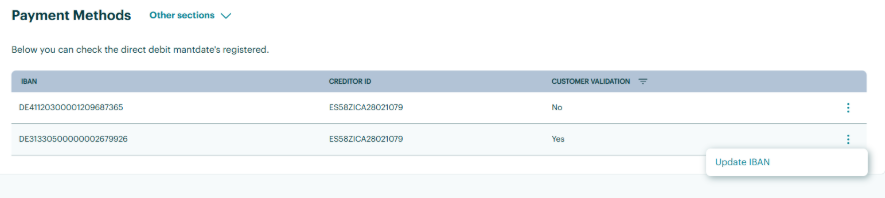 Payment Methods Other sections
Below you can check the direct debit mantdate's registered.
IBAN CREDITOR ID CUSTOMER VALIDATION
DE41120300001209687365 ES58ZICA28021079 No
DE31330500000002679926 ES58ZICA28021079 Yes
Update IBAN